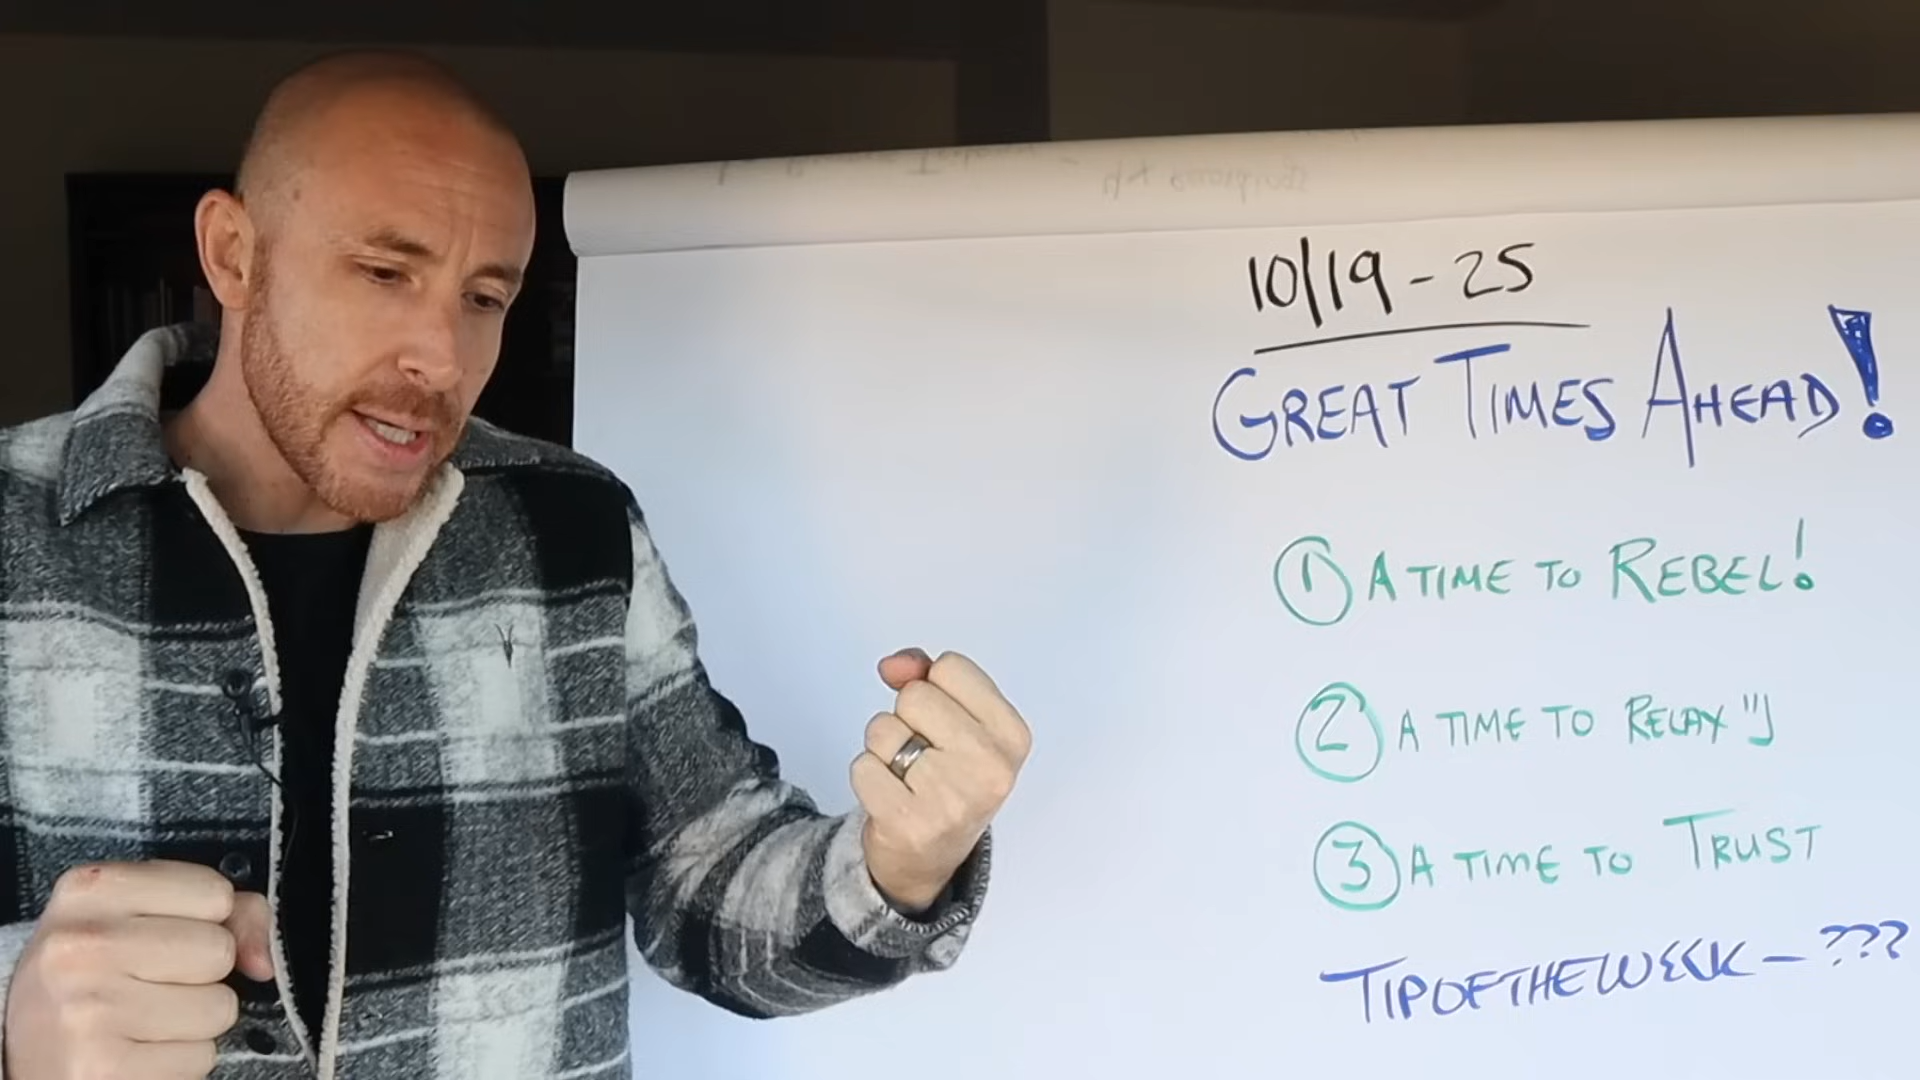 10/19-25
GREAT TIMES AHEAD!
① A TIME TO REBEL!
② A TIME TO RELAX "J
③ A TIME TO TRUST
TIPOFTHEWEEK - ???